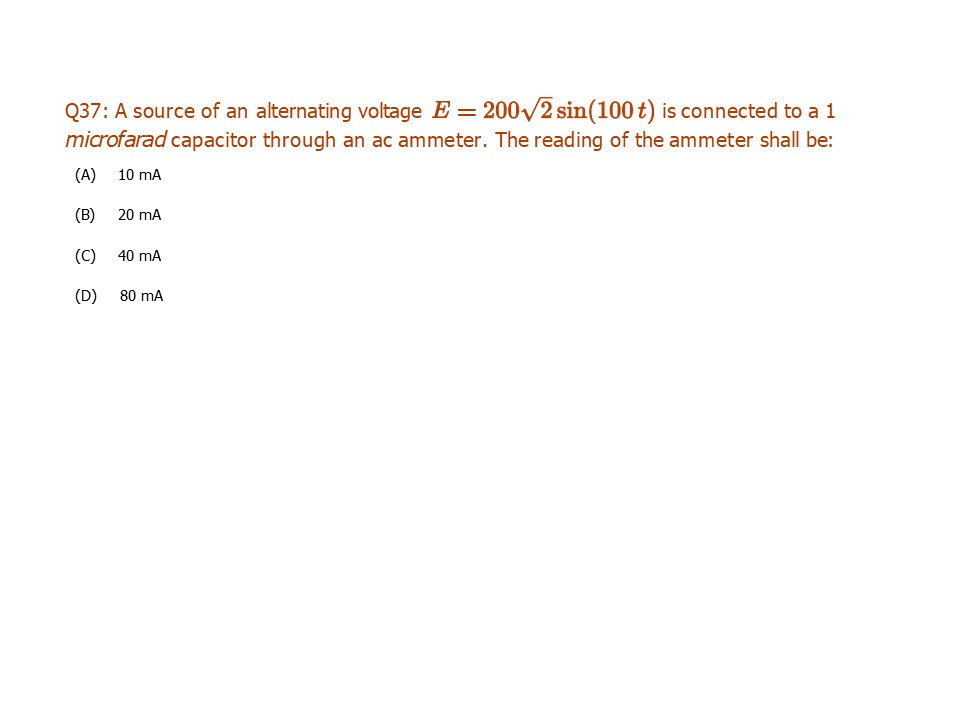 Q37: A source of an alternating voltage E = 200√2 sin(100 t) is connected to a 1
microfarad capacitor through an ac ammeter. The reading of the ammeter shall be:
(A) 10 mA
(B) 20 mA
(C) 40 mA
(D) 80 mA